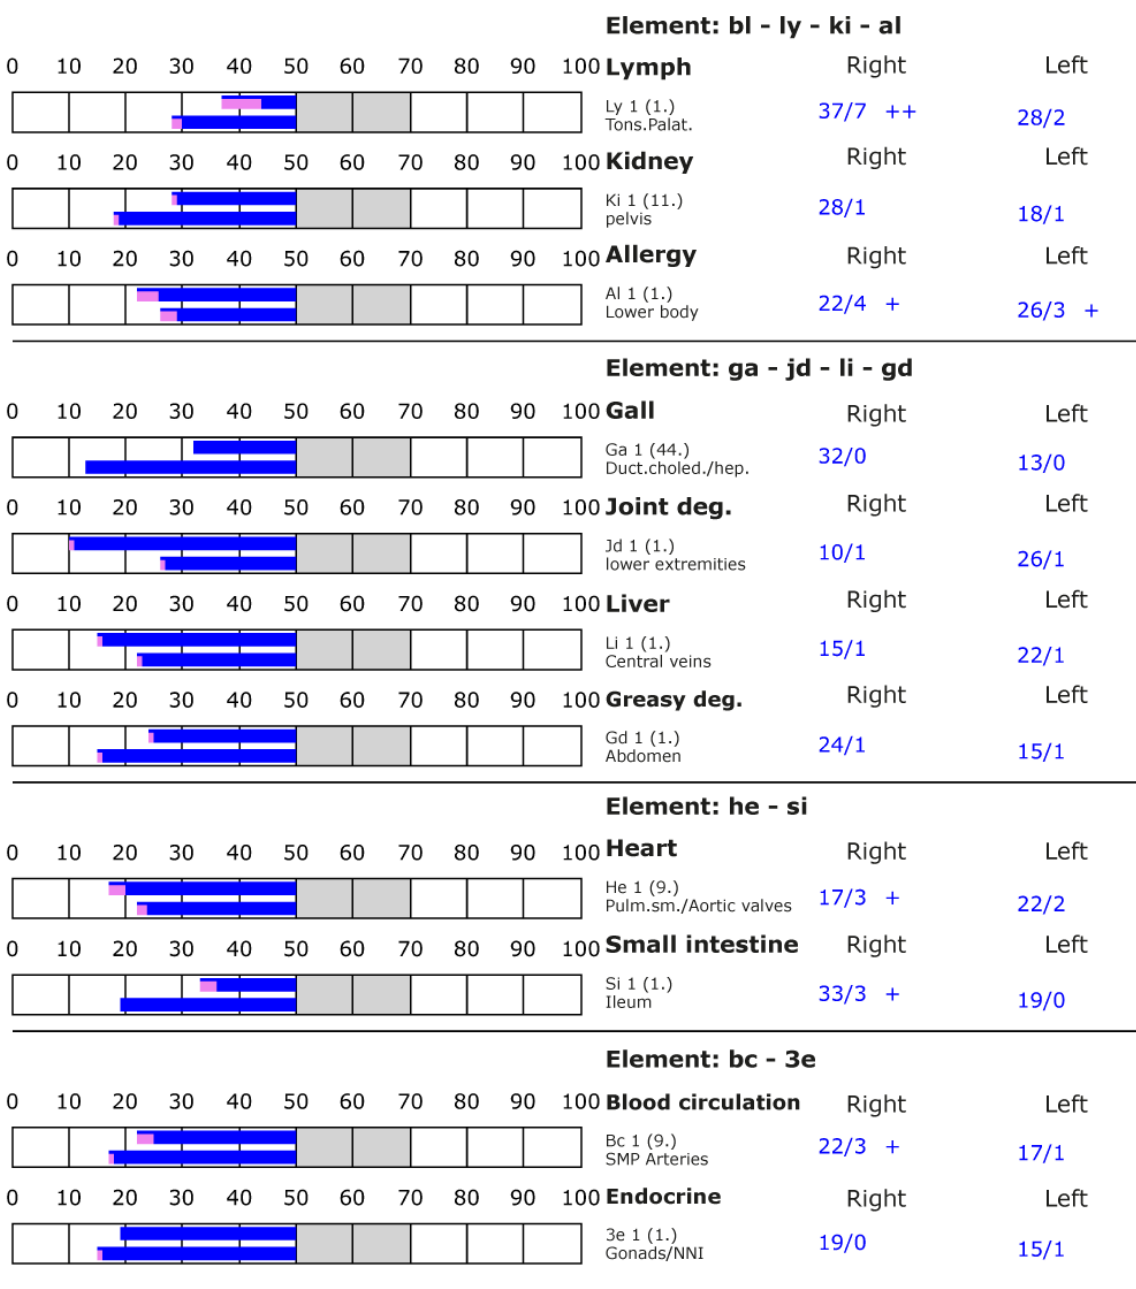 Element: bl - ly - ki - al
0 10 20 30 40 50 60 70 80 90 100 Lymph Right Left
Ly 1 (1.) 37/7 ++ 28/2
Tons.Palat.
0 10 20 30 40 50 60 70 80 90 100 Kidney Right Left
Ki 1 (11.) 28/1 18/1
pelvis
0 10 20 30 40 50 60 70 80 90 100 Allergy Right Left
Al 1 (1.) 22/4 + 26/3 +
Lower body
Element: ga - jd - li - gd
0 10 20 30 40 50 60 70 80 90 100 Gall Right Left
Ga 1 (44.) 32/0 13/0
Duct.choled./hep.
0 10 20 30 40 50 60 70 80 90 100 Joint deg. Right Left
Jd 1 (1.) 10/1 26/1
lower extremities
0 10 20 30 40 50 60 70 80 90 100 Liver Right Left
Li 1 (1.) 15/1 22/1
Central veins
0 10 20 30 40 50 60 70 80 90 100 Greasy deg. Right Left
Gd 1 (1.) 24/1 15/1
Abdomen
Element: he - si
0 10 20 30 40 50 60 70 80 90 100 Heart Right Left
He 1 (9.) 17/3 + 22/2
Pulm.sm./Aortic valves
0 10 20 30 40 50 60 70 80 90 100 Small intestine Right Left
Si 1 (1.) 33/3 + 19/0
Ileum
Element: bc - 3e
0 10 20 30 40 50 60 70 80 90 100 Blood circulation Right Left
Bc 1 (9.) 22/3 + 17/1
SMP Arteries
0 10 20 30 40 50 60 70 80 90 100 Endocrine Right Left
3e 1 (1.) 19/0 15/1
Gonads/NNI